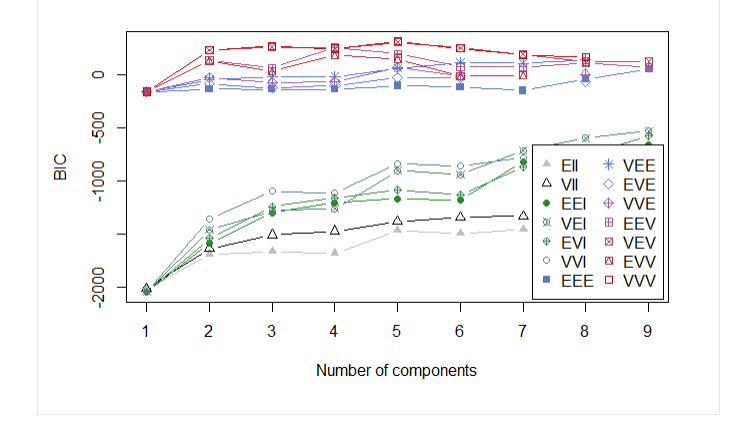 BIC
0
-500
-1000
-2000
EII
VII
EEI
VEI
EVI
VVI
EEE
VEE
EVE
VVE
EEV
VEV
EVV
VVV
1 2 3 4 5 6 7 8 9
Number of components